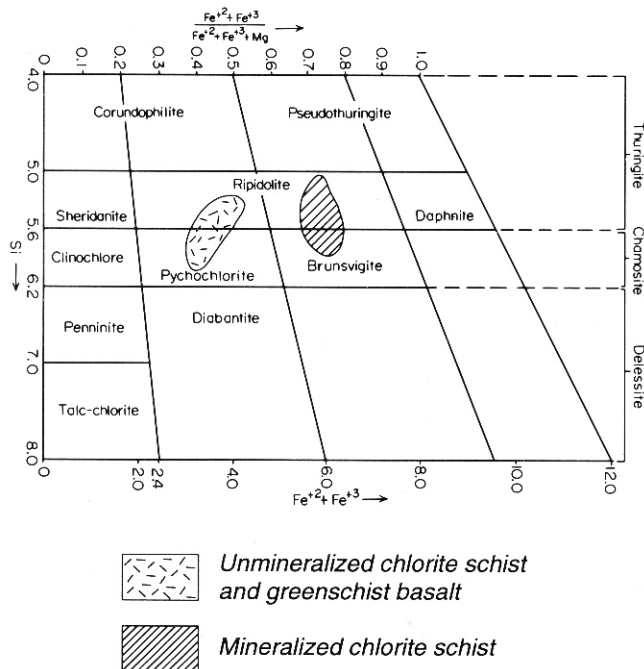 Fe+2 + Fe+3
Fe+2 + Fe+3 + Mg
0
0.1
0.2
0.3
0.4
0.5
0.6
0.7
0.8
0.9
1.0
4.0
5.0
5.6
6.2
7.0
8.0
Si
Corundophilite
Pseudothuringite
Thuringite
Ripidolite
Sheridanite
Daphnite
Chamosite
Clinochlore
Pychochlorite
Brunsvigite
Diabantite
Penninite
Delessite
Talc-chlorite
0
2.0
2.4
4.0
6.0
8.0
10.0
12.0
Fe+2 + Fe+3
Unmineralized chlorite schist
and greenschist basalt
Mineralized chlorite schist